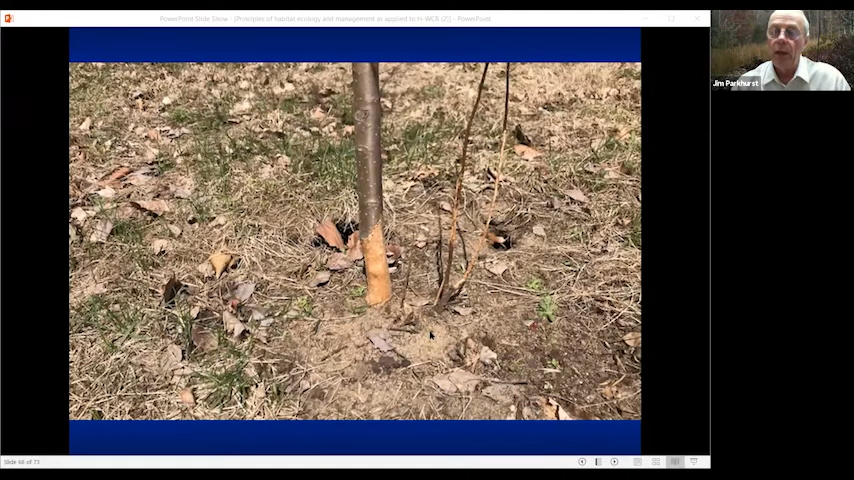 PowerPoint Slide Show - [Principles of habitat ecology and management as applied to H-WCR (2)] - PowerPoint
Jim Parkhurst
Slide 68 of 73